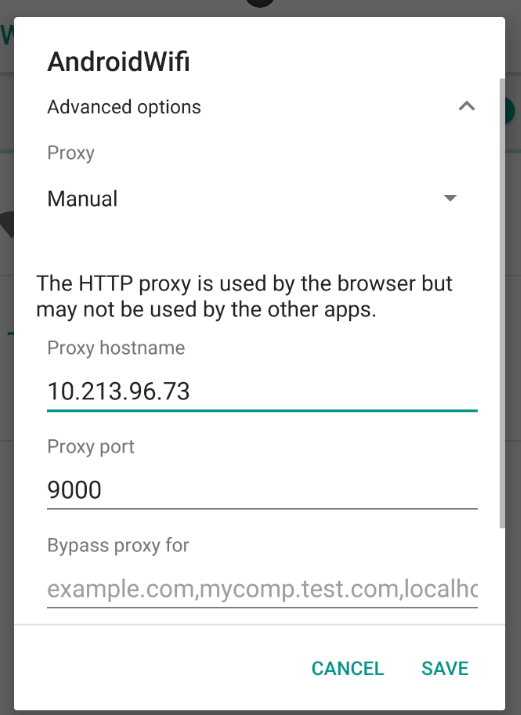 W
AndroidWifi
Advanced options
Proxy
Manual
The HTTP proxy is used by the browser but
may not be used by the other apps.
Proxy hostname
10.213.96.73
Proxy port
9000
Bypass proxy for
example.com,mycomp.test.com,localhc
CANCEL
SAVE